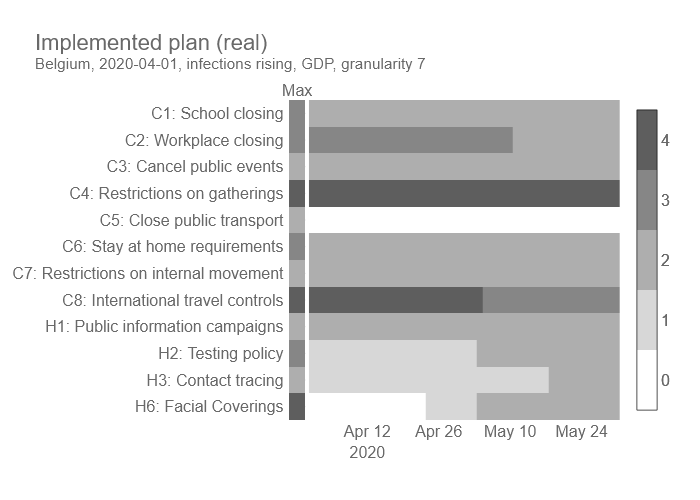 Implemented plan (real)
Belgium, 2020-04-01, infections rising, GDP, granularity 7
Max
C1: School closing
C2: Workplace closing
C3: Cancel public events
C4: Restrictions on gatherings
C5: Close public transport
C6: Stay at home requirements
C7: Restrictions on internal movement
C8: International travel controls
H1: Public information campaigns
H2: Testing policy
H3: Contact tracing
H6: Facial Coverings
4
3
2
1
0
Apr 12 Apr 26 May 10 May 24
2020